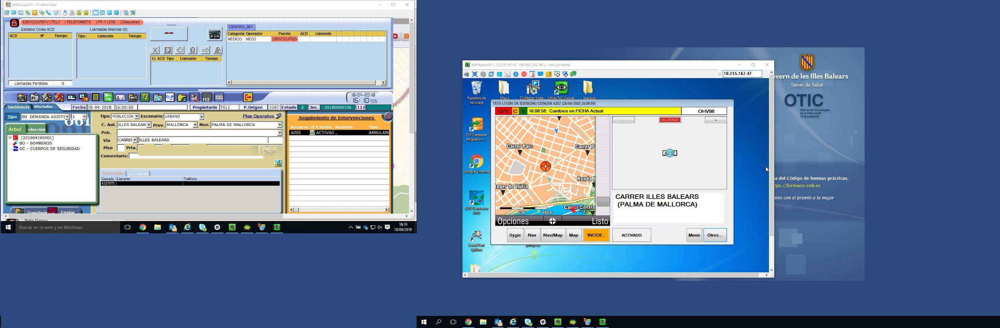 e061ccup01v - Control total
E061CCUP01V | TEL1 | TELEFONISTA | PF-1 | 218 | Descanso
Estados Colas ACD
Llamadas Internas (0)
ACD Nº Tiempo
Tipo Llamante Tiempo
--:--:--
--
CENTRO_061
Categoria Operador Puesto ACD Llamante
MEDICO MED3 E061CCUP02V
Es ACD Tipo Llamante Tiempo
Llamadas Perdidas 0
112
18-04-2018
16:10:05
Incidencia Afectados
Fecha 18-04-2018 16:00:50 Propietario TEL1 P.Origen 218 Estado E Inc. 20180000156 112
Tipo 00 DEMANDA ASISTE 1
061
Árbol Selección
(201804180001)
BO - BOMBEROS
GC - CUERPOS DE SEGURIDAD
Transferir Enviar
Tipo: POBLACION Escenario: URBANO Plan Operativo
C. Aut. ILLES BALEARS Prov. MALLORCA Mun. PALMA DE MALLORCA
Pob.
Via CARRER ILLES BALEARS
Piso Prta.
Comentario:
Llam.Entrantes Llam.Salientes
Llamada Llamante Teléfono
4337975
Seguimiento de Intervenciones
Recurso st Estado Nombre Tipo
A202 ACTIVAD , AMBULANC
Xela Garau
Buscar en la web y en Windows
16:10
18/04/2018
e061teoscli01 ( 10.215.167.47, 169.254.239.169 ) - service mode
10.215.167.47
Papelera de reciclaje
Maps
DUMeter-Insta...
UltraVNC Viewer
backup
ESF Database Migration ...
Google Chrome
GPS Generator PRO
Serial Port Splitter
putty.exe
TEOS LOGIN OK (02056204) 02056204 A202 (18/04/2018 16:09:59)
GPS C S 16:08:58: Cambios en FICHA Actual OHV98
- SIGUIENDO +
A202
Carrer Parc
Carrer Pe
Ronda N
Roger de Llúria
Carrer Contra
Sygic
200 400 m
Opciones Listo
CARRER ILLES BALEARS
(PALMA DE MALLORCA)
Sygic Nav Nav/Map Map INCIDE.. ACTIVADO Menú Otros...
overn de les Illes Balears
Servei de Salut
OTIC
Oficina de Tecnologies
de la Informació
i Comunicació
ea del Código de buenas prácticas,
ttps://formacio.ssib.es
atos con el premio a la mejor